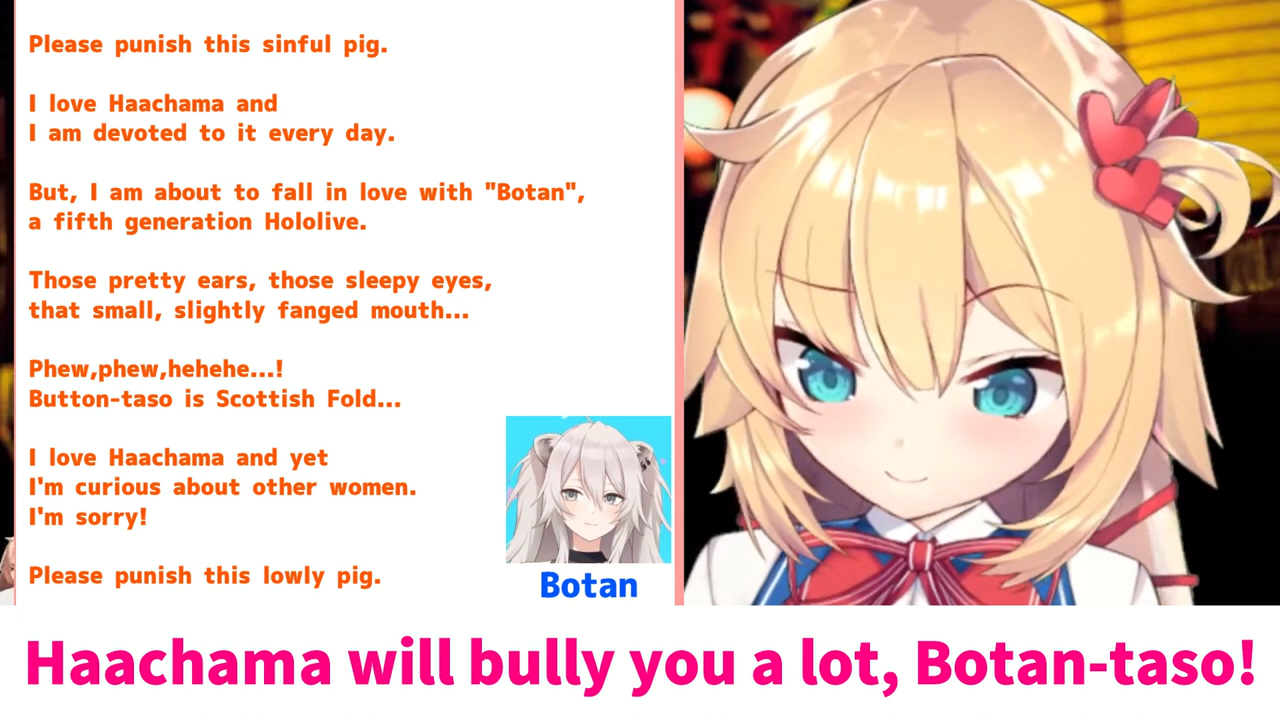 Please punish this sinful pig.
I love Haachama and
I am devoted to it every day.
But, I am about to fall in love with "Botan",
a fifth generation Hololive.
Those pretty ears, those sleepy eyes,
that small, slightly fanged mouth...
Phew,phew,hehehe...!
Button-taso is Scottish Fold...
I love Haachama and yet
I'm curious about other women.
I'm sorry!
Please punish this lowly pig.
Botan
Haachama will bully you a lot, Botan-taso!